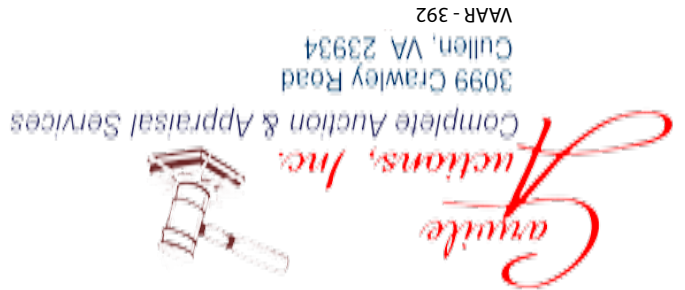 Carwile
Auctions, Inc.
Complete Auction & Appraisal Services
3099 Crawley Road
Cullen, VA 23934
VAAR - 392